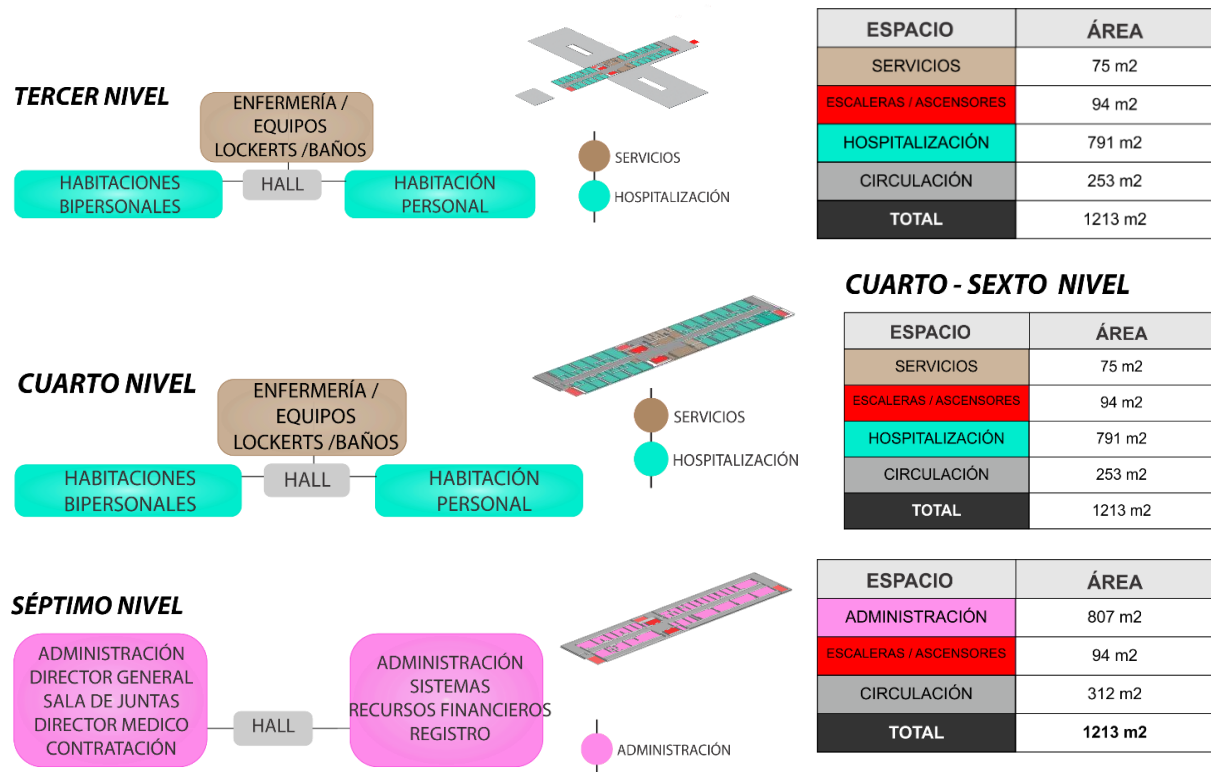 TERCER NIVEL
ENFERMERÍA /
EQUIPOS
LOCKERTS /BAÑOS
HABITACIONES
BIPERSONALES
HALL
HABITACIÓN
PERSONAL
SERVICIOS
HOSPITALIZACIÓN
ESPACIO ÁREA
SERVICIOS 75 m2
ESCALERAS / ASCENSORES 94 m2
HOSPITALIZACIÓN 791 m2
CIRCULACIÓN 253 m2
TOTAL 1213 m2
CUARTO NIVEL
ENFERMERÍA /
EQUIPOS
LOCKERTS /BAÑOS
HABITACIONES
BIPERSONALES
HALL
HABITACIÓN
PERSONAL
SERVICIOS
HOSPITALIZACIÓN
CUARTO - SEXTO NIVEL
ESPACIO ÁREA
SERVICIOS 75 m2
ESCALERAS / ASCENSORES 94 m2
HOSPITALIZACIÓN 791 m2
CIRCULACIÓN 253 m2
TOTAL 1213 m2
SÉPTIMO NIVEL
ADMINISTRACIÓN
DIRECTOR GENERAL
SALA DE JUNTAS
DIRECTOR MEDICO
CONTRATACIÓN
HALL
ADMINISTRACIÓN
SISTEMAS
RECURSOS FINANCIEROS
REGISTRO
ADMINISTRACIÓN
ESPACIO ÁREA
ADMINISTRACIÓN 807 m2
ESCALERAS / ASCENSORES 94 m2
CIRCULACIÓN 312 m2
TOTAL 1213 m2